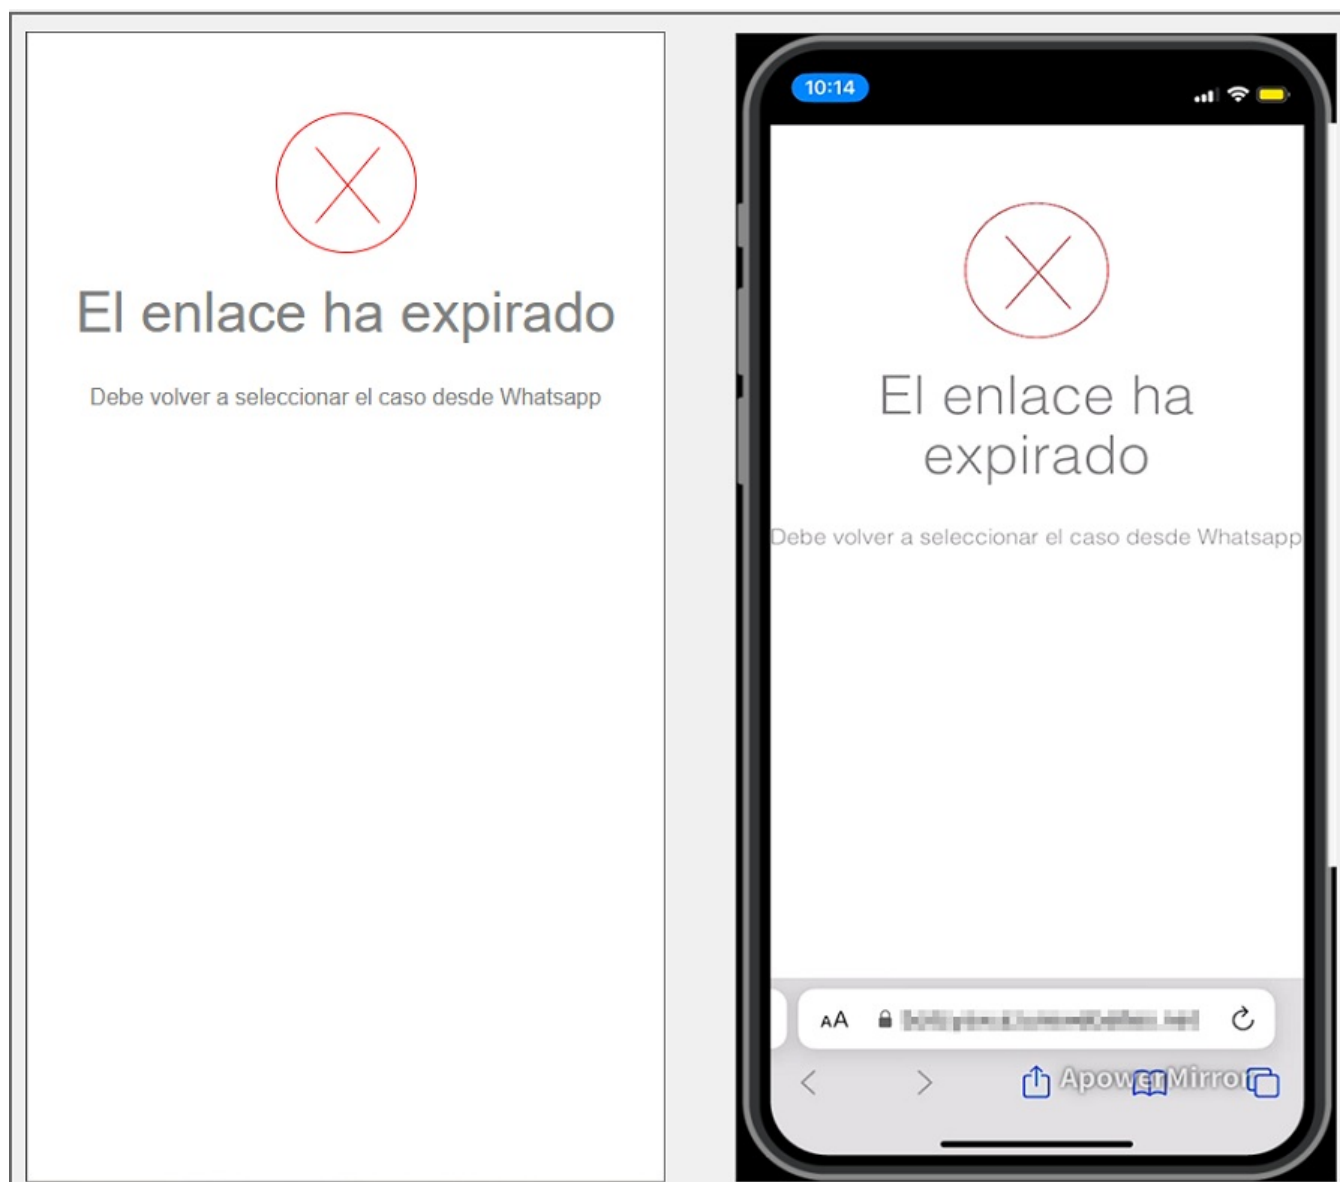 El enlace ha expirado
Debe volver a seleccionar el caso desde Whatsapp
10:14
El enlace ha
expirado
Debe volver a seleccionar el caso desde Whatsapp
AA
ApowerMirror